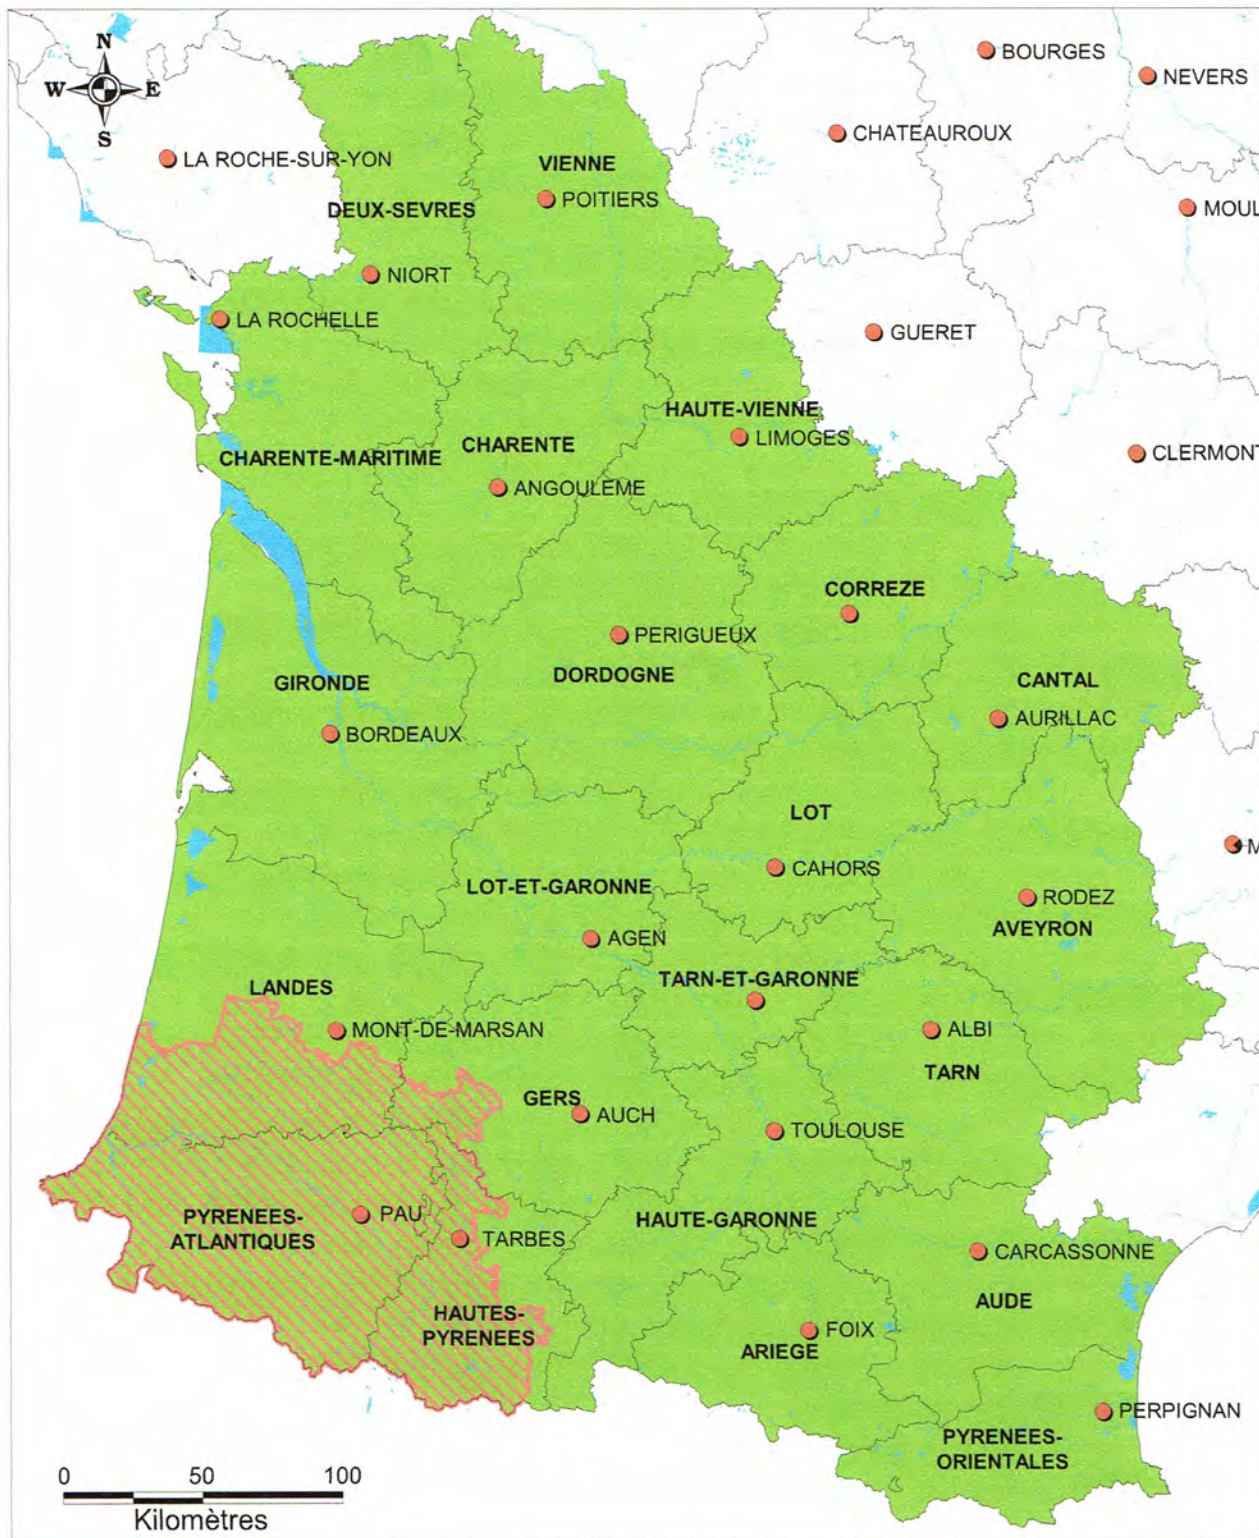 N
W E
S
BOURGES
NEVERS
CHATEAUROUX
LA ROCHE-SUR-YON
VIENNE
POITIERS
DEUX-SEVRES
MOUL
NIORT
LA ROCHELLE
GUERET
HAUTE-VIENNE
LIMOGES
CHARENTE
CHARENTE-MARITIME
CLERMONT
ANGOULEME
CORREZE
PERIGUEUX
DORDOGNE
GIRONDE
CANTAL
AURILLAC
BORDEAUX
LOT
M
CAHORS
LOT-ET-GARONNE
RODEZ
AVEYRON
AGEN
TARN-ET-GARONNE
LANDES
MONT-DE-MARSAN
ALBI
TARN
GERS
AUCH
TOULOUSE
PYRENEES-
ATLANTIQUES
PAU
HAUTE-GARONNE
TARBES
CARCASSONNE
AUDE
HAUTES-
PYRENEES
FOIX
ARIEGE
PERPIGNAN
PYRENEES-
ORIENTALES
0 50 100
Kilomètres